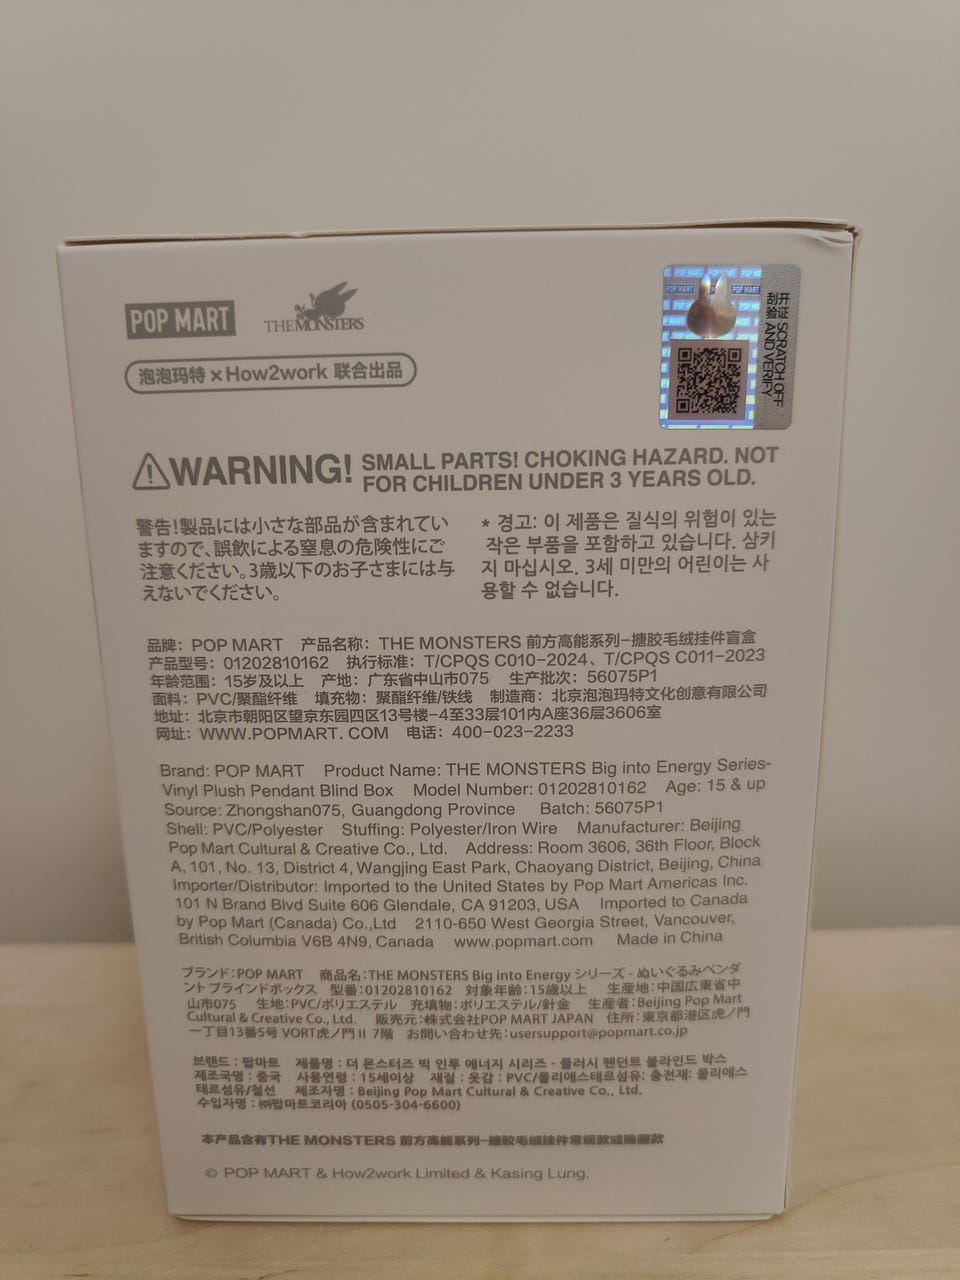 POP MART
THE MONSTERS
泡泡玛特×How2work 联合出品
POP MART
刮开
验证
SCRATCH OFF
AND VERIFY
WARNING! SMALL PARTS! CHOKING HAZARD. NOT
FOR CHILDREN UNDER 3 YEARS OLD.
警告!製品には小さな部品が含まれてい
ますので、誤飲による窒息の危険性にご
注意ください。3歳以下のお子さまには与
えないでください。
* 경고: 이 제품은 질식의 위험이 있는
작은 부품을 포함하고 있습니다. 삼키
지 마십시오. 3세 미만의 어린이는 사
용할 수 없습니다.
品牌: POP MART 产品名称: THE MONSTERS 前方高能系列-搪胶毛绒挂件盲盒
产品型号: 01202810162 执行标准: T/CPQS C010-2024、T/CPQS C011-2023
年龄范围: 15岁及以上 产地: 广东省中山市075 生产批次: 56075P1
面料: PVC/聚酯纤维 填充物: 聚酯纤维/铁线 制造商: 北京泡泡玛特文化创意有限公司
地址: 北京市朝阳区望京东园四区13号楼-4至33层101内A座36层3606室
网址: WWW.POPMART. COM 电话: 400-023-2233
Brand: POP MART Product Name: THE MONSTERS Big into Energy Series-
Vinyl Plush Pendant Blind Box Model Number: 01202810162 Age: 15 & up
Source: Zhongshan075, Guangdong Province Batch: 56075P1
Shell: PVC/Polyester Stuffing: Polyester/Iron Wire Manufacturer: Beijing
Pop Mart Cultural & Creative Co., Ltd. Address: Room 3606, 36th Floor, Block
A, 101, No. 13, District 4, Wangjing East Park, Chaoyang District, Beijing, China
Importer/Distributor: Imported to the United States by Pop Mart Americas Inc.
101 N Brand Blvd Suite 606 Glendale, CA 91203, USA Imported to Canada
by Pop Mart (Canada) Co.,Ltd 2110-650 West Georgia Street, Vancouver,
British Columbia V6B 4N9, Canada www.popmart.com Made in China
ブランド:POP MART 商品名:THE MONSTERS Big into Energy シリーズ - ぬいぐるみペンダ
ント ブラインドボックス 型番:01202810162 対象年齢:15歳以上 生産地:中国広東省中
山市075 生地:PVC/ポリエステル 充填物:ポリエステル/針金 生産者:Beijing Pop Mart
Cultural & Creative Co., Ltd. 販売元:株式会社POP MART JAPAN 住所:東京都港区虎ノ門
一丁目13番5号 VORT虎ノ門Ⅱ 7階 お問い合わせ先:usersupport@popmart.co.jp
브랜드 : 팝마트 제품명 : 더 몬스터즈 빅 인투 에너지 시리즈 - 플러시 펜던트 블라인드 박스
제조국명 : 중국 사용연령 : 15세이상 재질 : 겉감 : PVC/폴리에스테르섬유: 충전재: 폴리에스
테르섬유/철선 제조자명 : Beijing Pop Mart Cultural & Creative Co., Ltd.
수입자명 : ㈜팝마트코리아 (0505-304-6600)
本产品含有THE MONSTERS 前方高能系列-搪胶毛绒挂件常规款或隐藏款
© POP MART & How2work Limited & Kasing Lung.